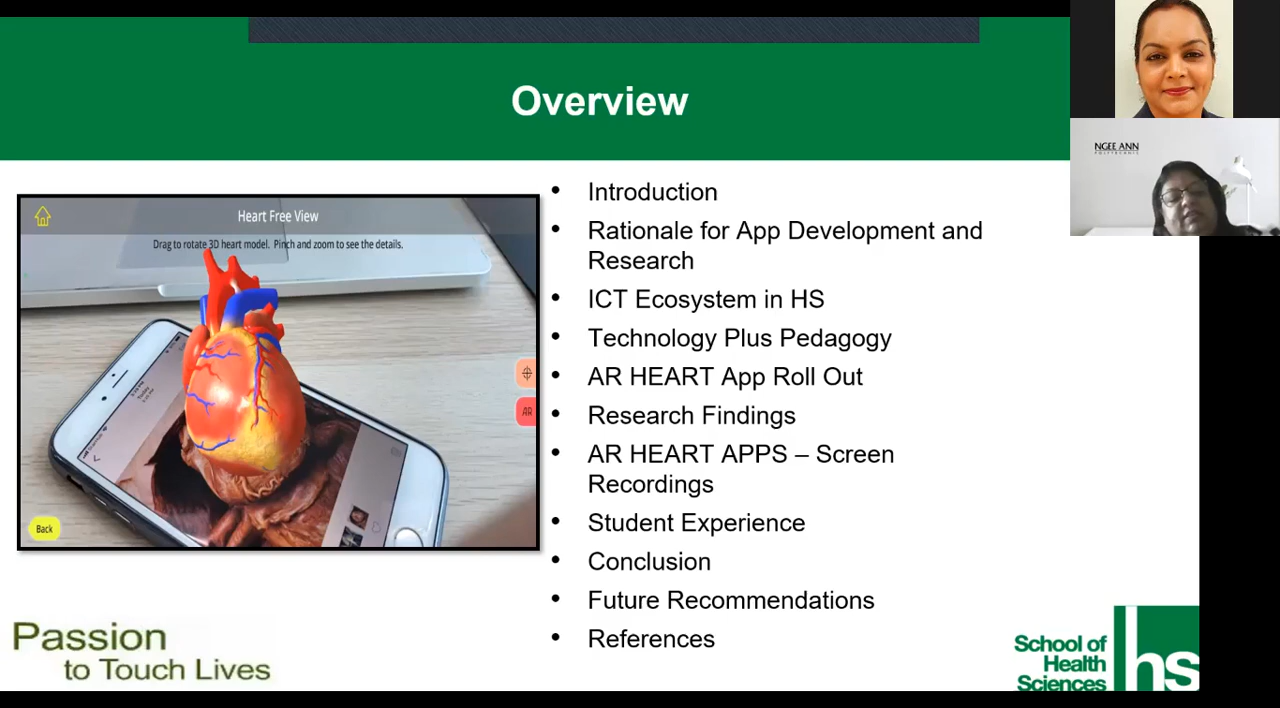 Overview
NGEE ANN
POLYTECHNIC
Heart Free View
Drag to rotate 3D heart model. Pinch and zoom to see the details.
AR
Back
• Introduction
• Rationale for App Development and
Research
• ICT Ecosystem in HS
• Technology Plus Pedagogy
• AR HEART App Roll Out
• Research Findings
• AR HEART APPS – Screen
Recordings
• Student Experience
• Conclusion
• Future Recommendations
• References
Passion
to Touch Lives
School of
Health
Sciences
hs